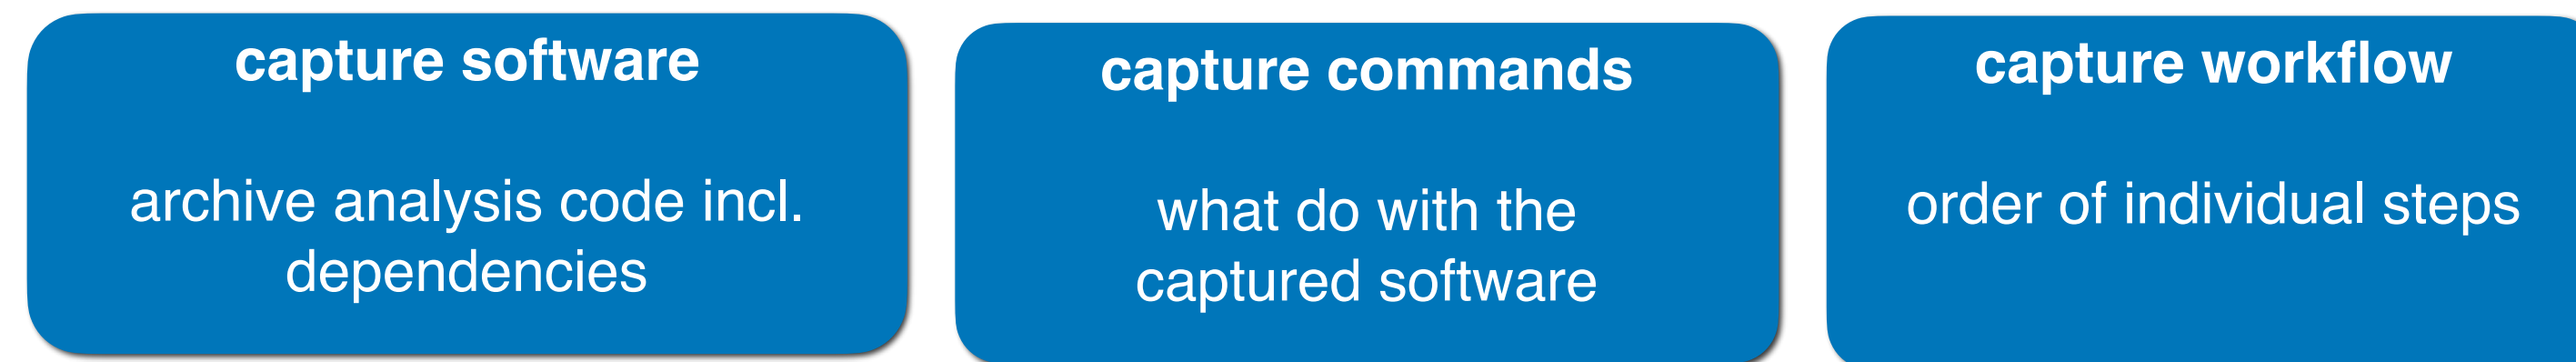 capture software
archive analysis code incl.
dependencies
capture commands
what do with the
captured software
capture workflow
order of individual steps